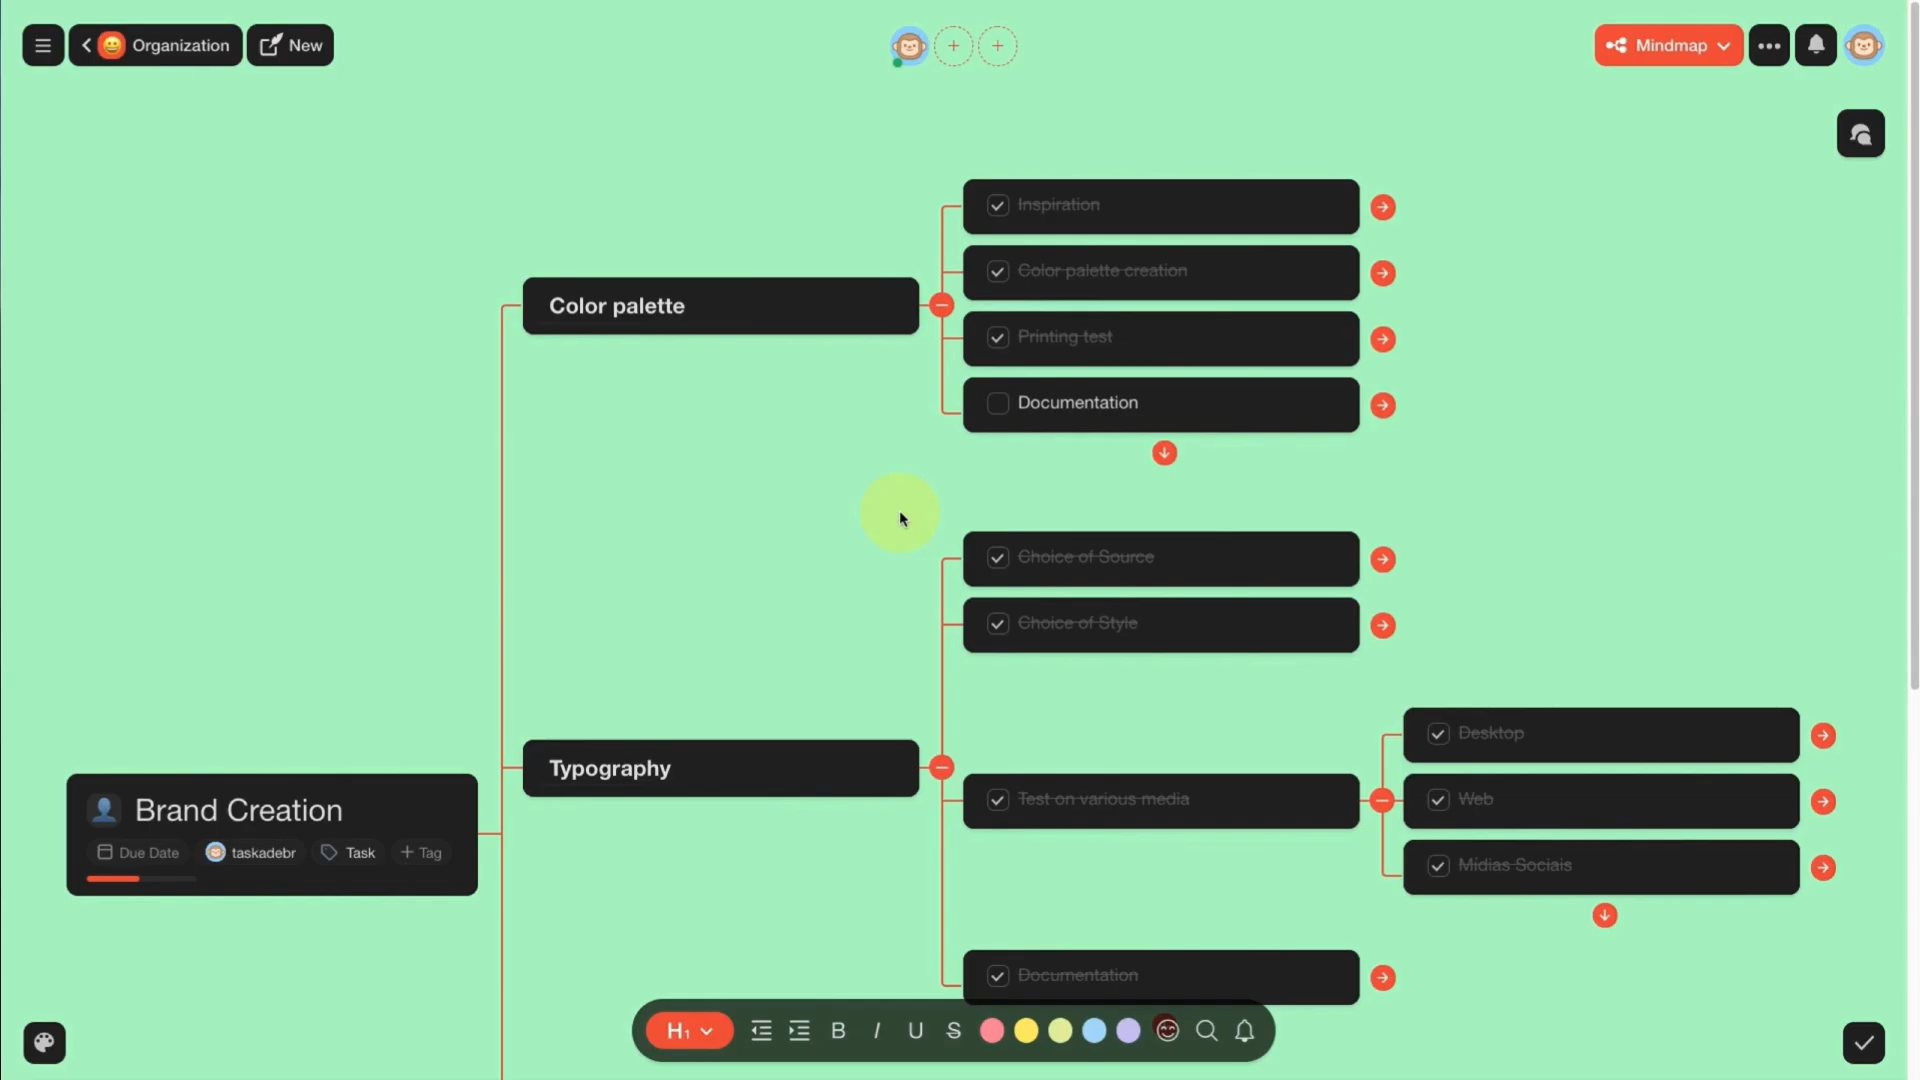 Organization
New
Mindmap
Inspiration
Color palette creation
Color palette
Printing test
Documentation
Choice of Source
Choice of Style
Typography
Desktop
Test on various media
Web
Mídias Sociais
Brand Creation
Due Date
taskadebr
Task
+ Tag
Documentation
H1
B
I
U
S